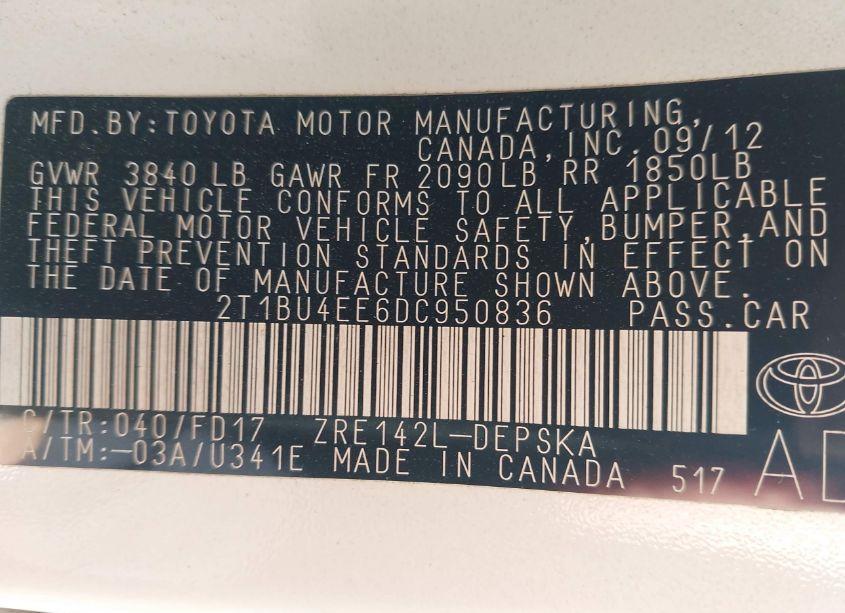 MFD.BY:TOYOTA MOTOR MANUFACTURING,
CANADA,INC. 09/12
GVWR 3840 LB GAWR FR 2090LB RR 1850LB
THIS VEHICLE CONFORMS TO ALL APPLICABLE
FEDERAL MOTOR VEHICLE SAFETY,BUMPER,AND
THEFT PREVENTION STANDARDS IN EFFECT ON
THE DATE OF MANUFACTURE SHOWN ABOVE.
2T1BU4EE6DC950836 PASS.CAR
C/TR:040/FD17 ZRE142L-DEPSKA
A/TM:-03A/U341E MADE IN CANADA 517 A